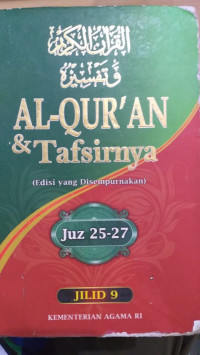 القرآن الكريم
وتفسيره
AL-QUR'AN
& Tafsirnya
(Edisi yang Disempurnakan)
Juz 25-27
JILID 9
KEMENTERIAN AGAMA RI